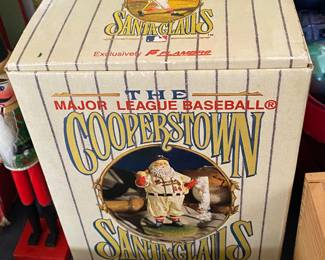 SANTA CLAUS
Exclusively FLAMBRO
THE
MAJOR LEAGUE BASEBALL®
COOPERSTOWN
SANTA CLAUS